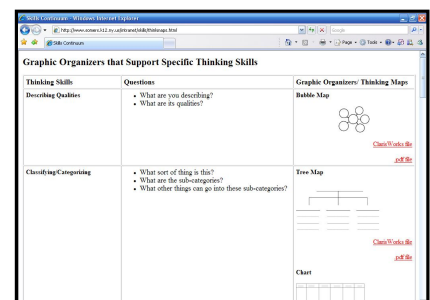 Skills Continuum - Windows Internet Explorer
Google
Skills Continuum
Page
Tools
Graphic Organizers that Support Specific Thinking Skills
Thinking Skills
Questions
Graphic Organizers/ Thinking Maps
Describing Qualities
• What are you describing?
• What are its qualities?
Bubble Map
ClarisWorks file
.pdf file
Classifying/Categorizing
• What sort of thing is this?
• What are the sub-categories?
• What other things can go into these sub-categories?
Tree Map
ClarisWorks file
.pdf file
Chart